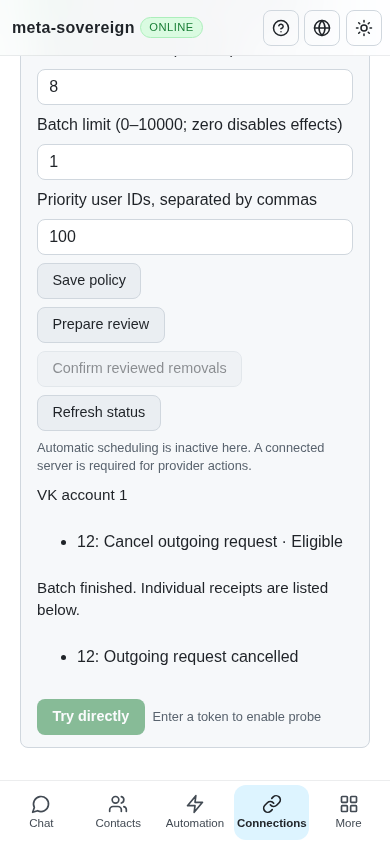 meta-sovereign ONLINE
8
Batch limit (0–10000; zero disables effects)
1
Priority user IDs, separated by commas
100
Save policy
Prepare review
Confirm reviewed removals
Refresh status
Automatic scheduling is inactive here. A connected
server is required for provider actions.
VK account 1
• 12: Cancel outgoing request · Eligible
Batch finished. Individual receipts are listed
below.
• 12: Outgoing request cancelled
Try directly Enter a token to enable probe
Chat Contacts Automation Connections More